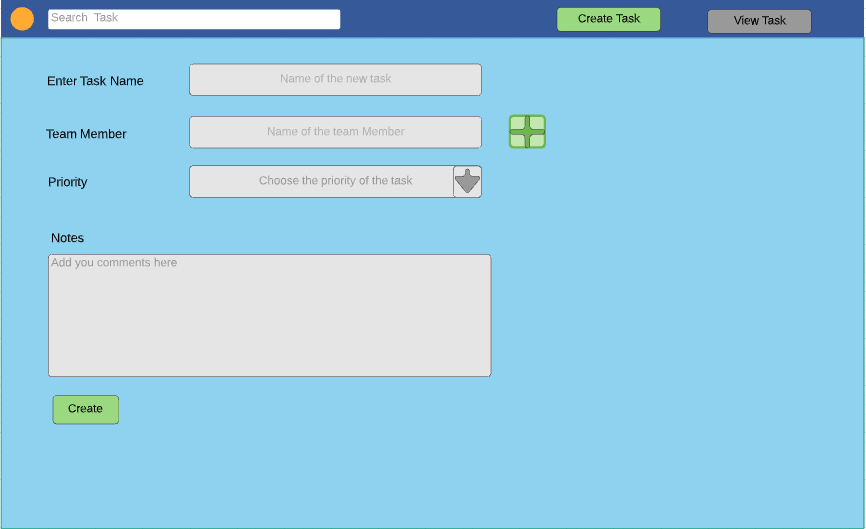 Search  Task
Create Task
View Task
Enter Task Name
Name of the new task
Team Member
Name of the team Member
Priority
Choose the priority of the task
Notes
Add you comments here
Create